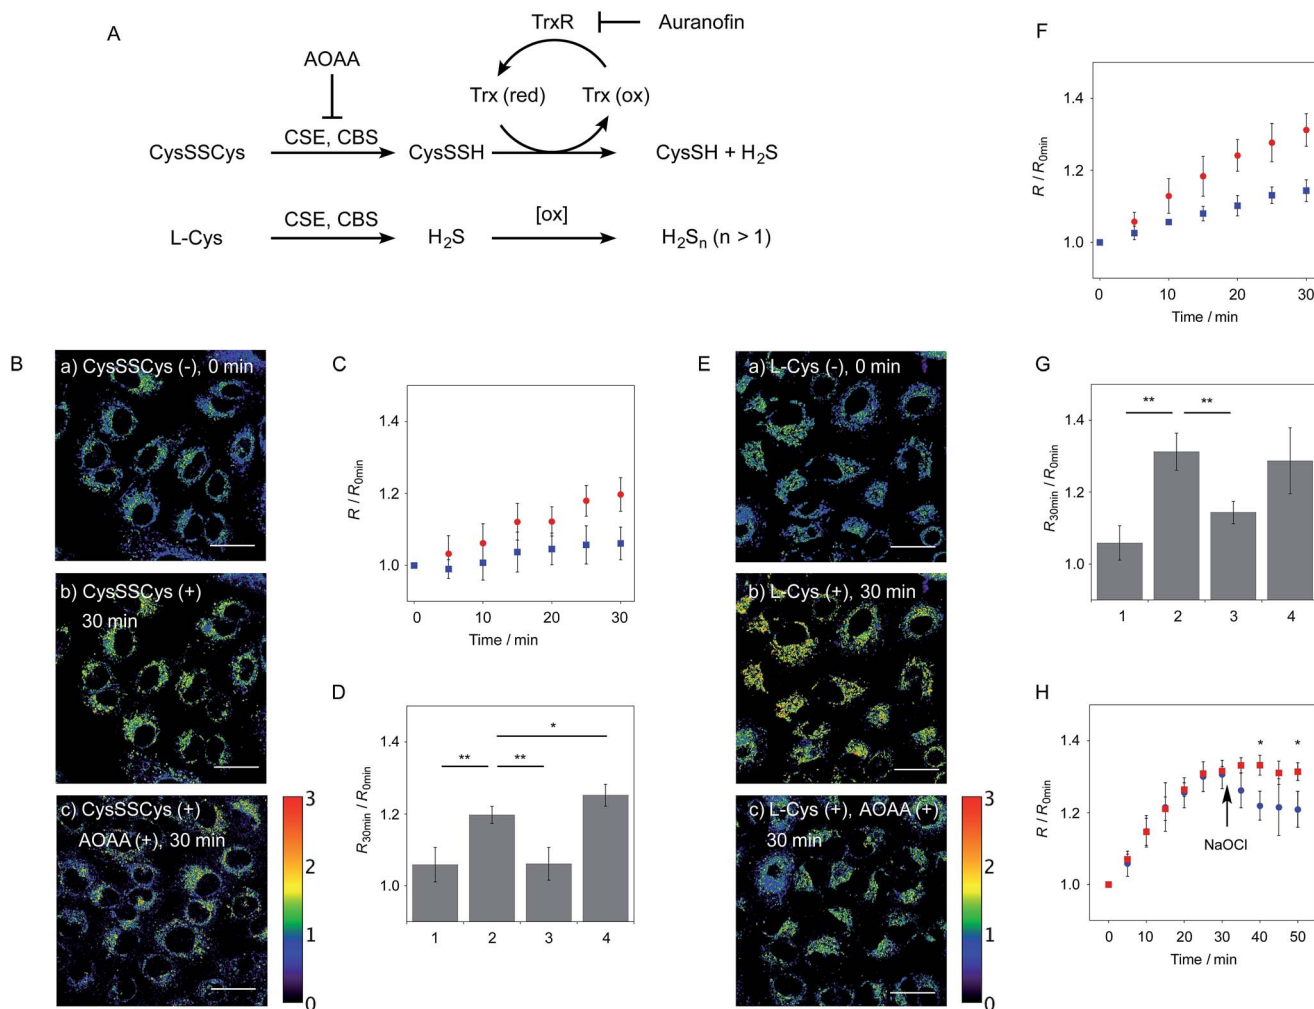 A
TrxR
Auranofin
AOAA
Trx (red)
Trx (ox)
CysSSCys
CSE, CBS
CysSSH
CysSH + H2S
L-Cys
CSE, CBS
H2S
[ox]
H2Sn (n > 1)
B
a) CysSSCys (-), 0 min
b) CysSSCys (+)
30 min
c) CysSSCys (+)
AOAA (+), 30 min
3
2
1
0
C
R / R0min
1.4
1.2
1.0
0
10
20
30
Time / min
D
R30min / R0min
1.4
1.2
1.0
**
**
*
1
2
3
4
E
a) L-Cys (-), 0 min
b) L-Cys (+), 30 min
c) L-Cys (+), AOAA (+)
30 min
3
2
1
0
F
R / R0min
1.4
1.2
1.0
0
10
20
30
Time / min
G
R30min / R0min
1.4
1.2
1.0
**
**
1
2
3
4
H
R / R0min
1.4
1.2
1.0
*
*
NaOCl
0
10
20
30
40
50
Time / min